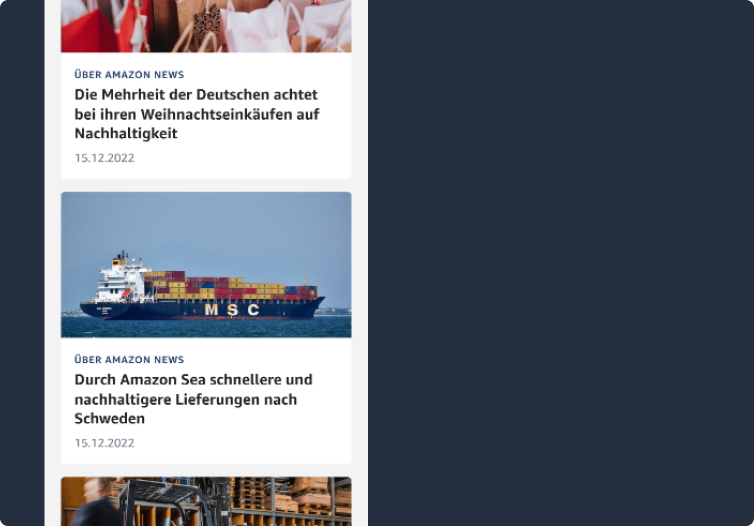 ÜBER AMAZON NEWS
Die Mehrheit der Deutschen achtet
bei ihren Weihnachtseinkäufen auf
Nachhaltigkeit
15.12.2022
MSC
ÜBER AMAZON NEWS
Durch Amazon Sea schnellere und
nachhaltigere Lieferungen nach
Schweden
15.12.2022